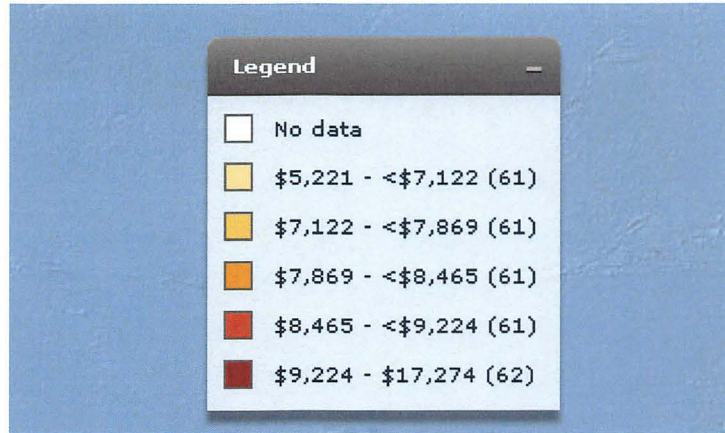 Legend
No data
$5,221 - <$7,122 (61)
$7,122 - <$7,869 (61)
$7,869 - <$8,465 (61)
$8,465 - <$9,224 (61)
$9,224 - $17,274 (62)